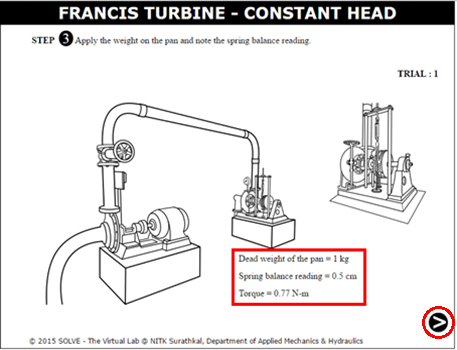 FRANCIS TURBINE - CONSTANT HEAD
STEP 3 Apply the weight on the pan and note the spring balance reading.
TRIAL : 1
Dead weight of the pan = 1 kg
Spring balance reading = 0.5 cm
Torque = 0.77 N-m
© 2015 SOLVE - The Virtual Lab @ NITK Surathkal, Department of Applied Mechanics & Hydraulics